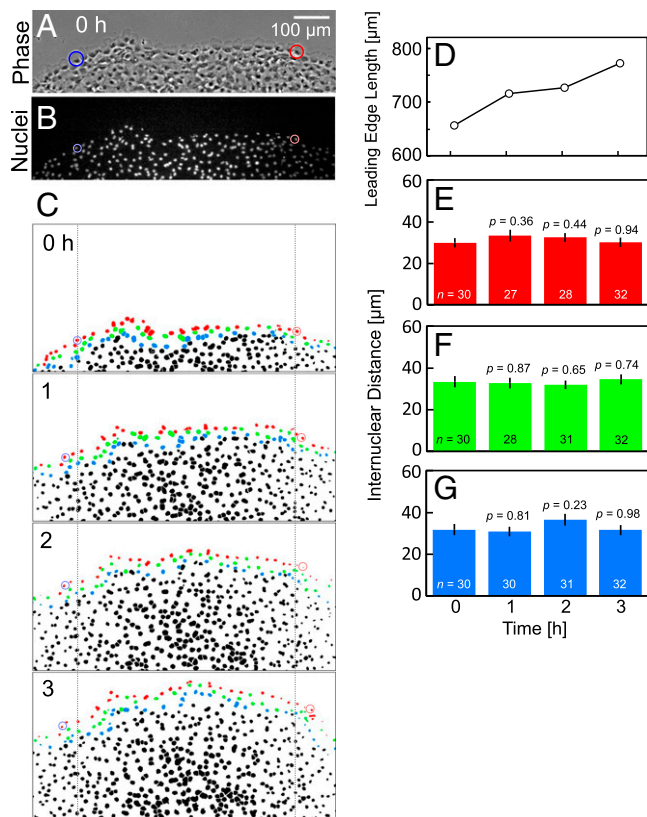 A 0 h 100 μm
Phase
B
Nuclei
C
0 h
1
2
3
D
Leading Edge Length [μm]
800
700
600
E
60
40
20
0
p = 0.36 p = 0.44 p = 0.94
n = 30 27 28 32
Internuclear Distance [μm]
F
60
40
20
0
p = 0.87 p = 0.65 p = 0.74
n = 30 28 31 32
G
60
40
20
0
p = 0.81 p = 0.23 p = 0.98
n = 30 30 31 32
0 1 2 3
Time [h]